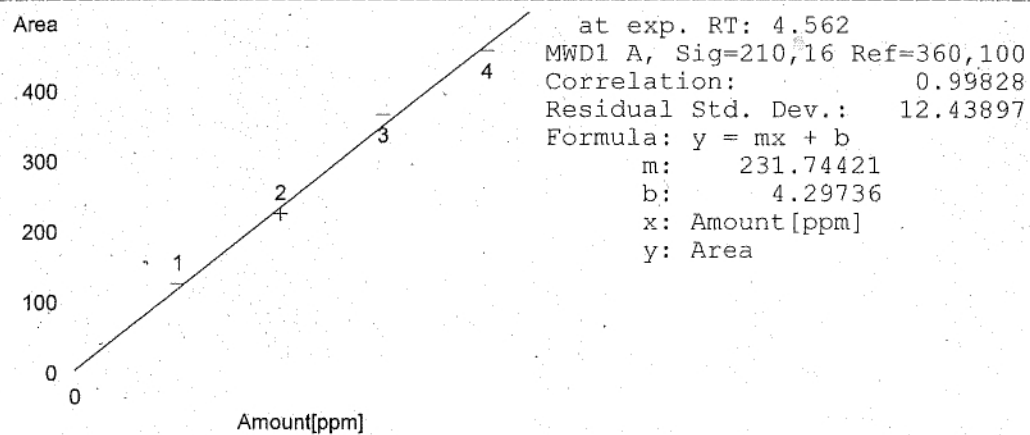 Area
400
300
200
100
0
0
1
2
3
4
Amount[ppm]
at exp. RT: 4.562
MWD1 A, Sig=210,16 Ref=360,100
Correlation: 0.99828
Residual Std. Dev.: 12.43897
Formula: y = mx + b
m: 231.74421
b: 4.29736
x: Amount[ppm]
y: Area